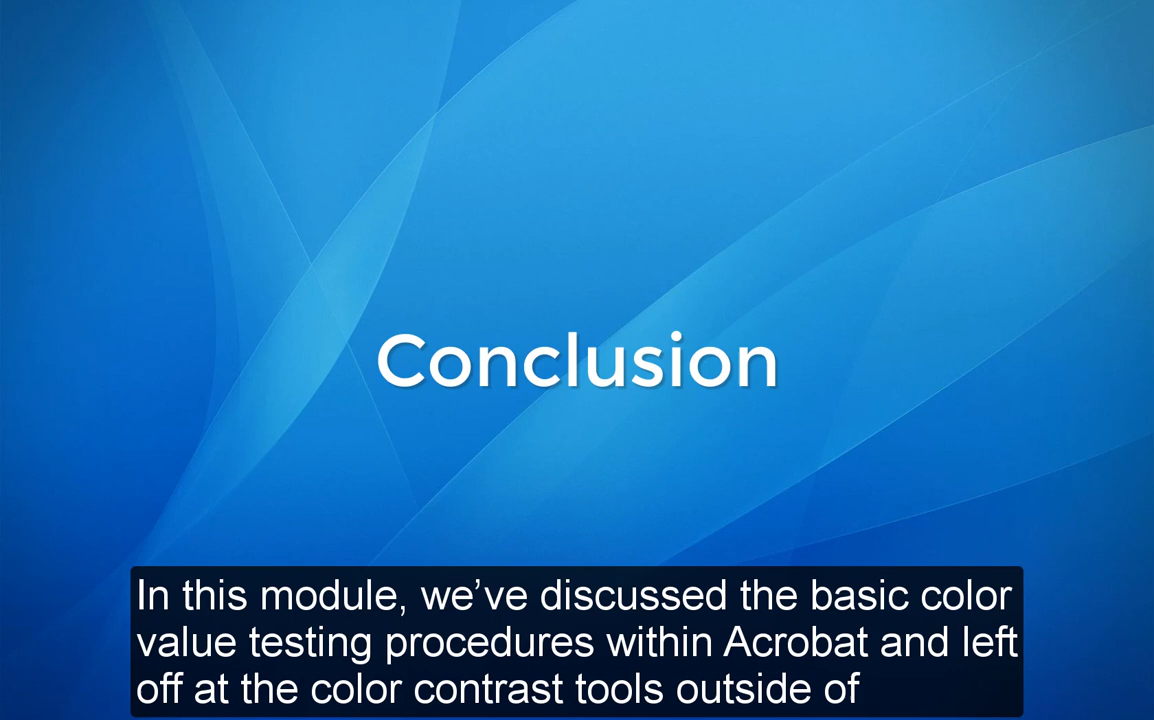 Conclusion
In this module, we’ve discussed the basic color
value testing procedures within Acrobat and left
off at the color contrast tools outside of